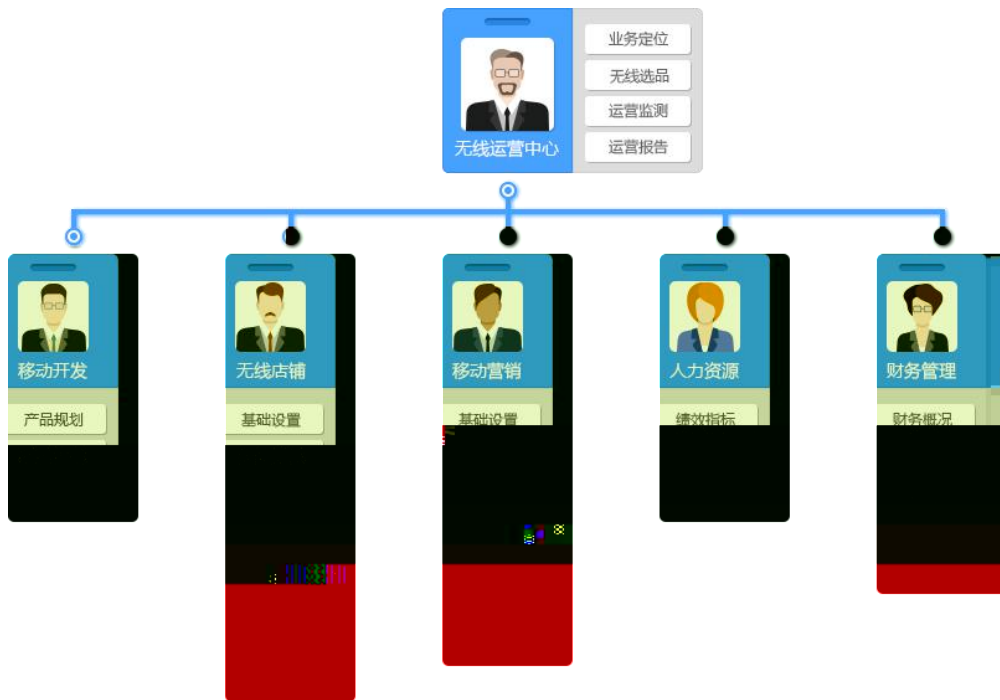 业务定位
无线选品
运营监测
运营报告
无线运营中心
移动开发
无线店铺
移动营销
人力资源
财务管理
产品规划
基础设置
基础设置
绩效指标
财务概况